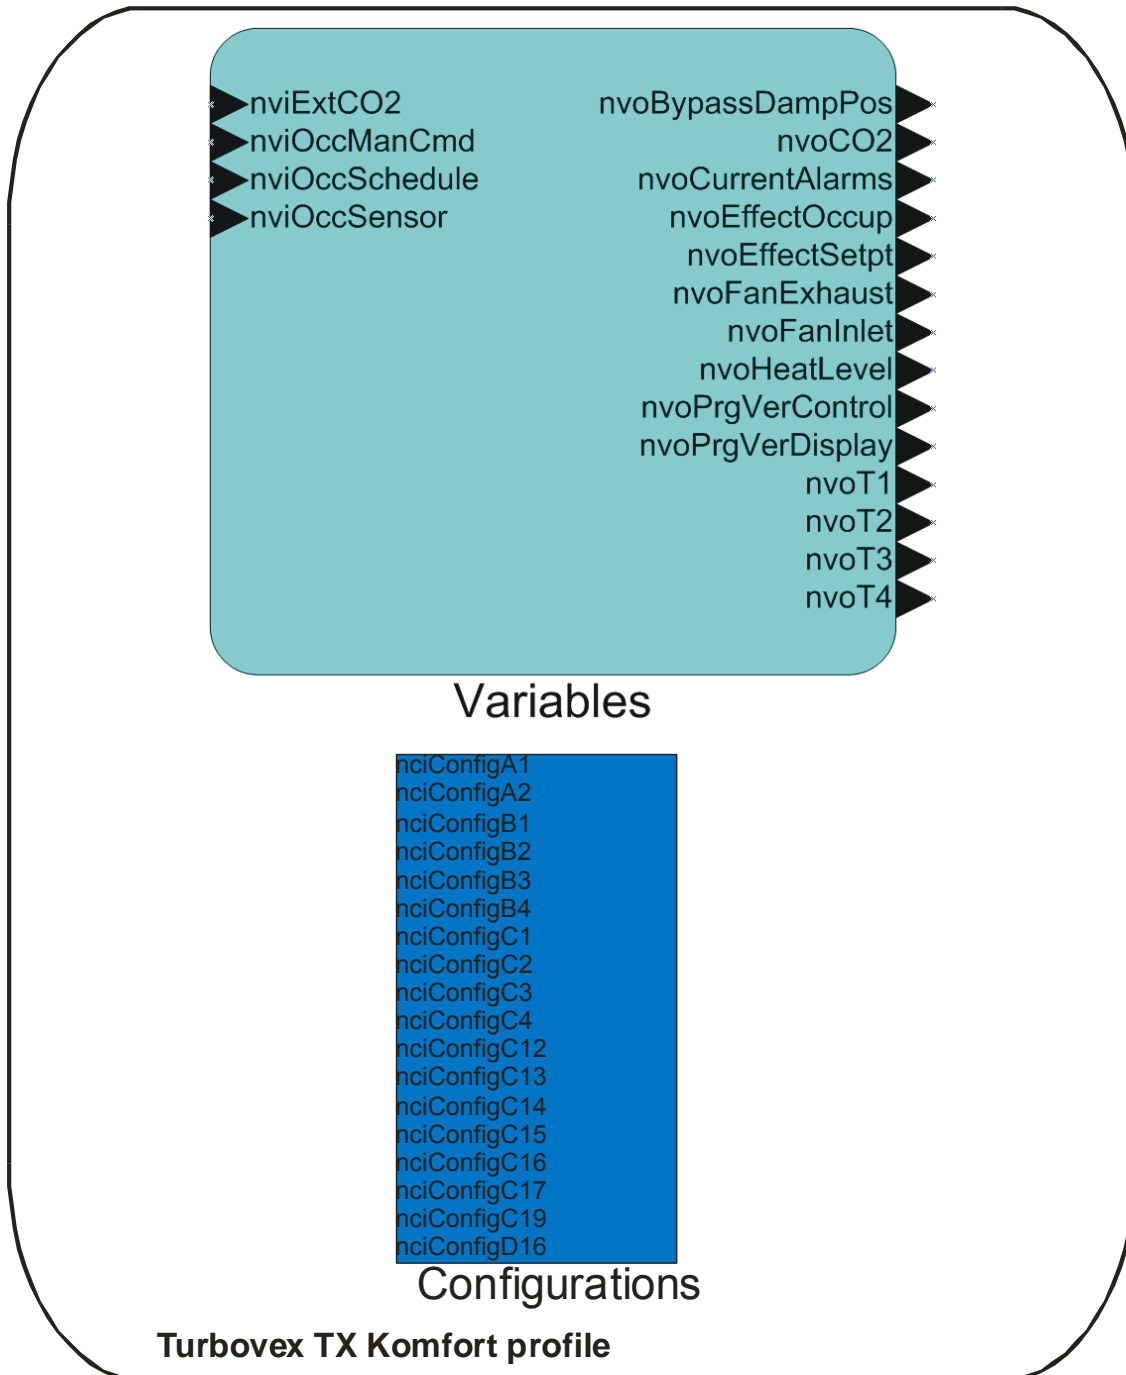 nviExtCO2
nviOccManCmd
nviOccSchedule
nviOccSensor
nvoBypassDampPos
nvoCO2
nvoCurrentAlarms
nvoEffectOccup
nvoEffectSetpt
nvoFanExhaust
nvoFanInlet
nvoHeatLevel
nvoPrgVerControl
nvoPrgVerDisplay
nvoT1
nvoT2
nvoT3
nvoT4
Variables
nciConfigA1
nciConfigA2
nciConfigB1
nciConfigB2
nciConfigB3
nciConfigB4
nciConfigC1
nciConfigC2
nciConfigC3
nciConfigC4
nciConfigC12
nciConfigC13
nciConfigC14
nciConfigC15
nciConfigC16
nciConfigC17
nciConfigC19
nciConfigD16
Configurations
Turbovex TX Komfort profile